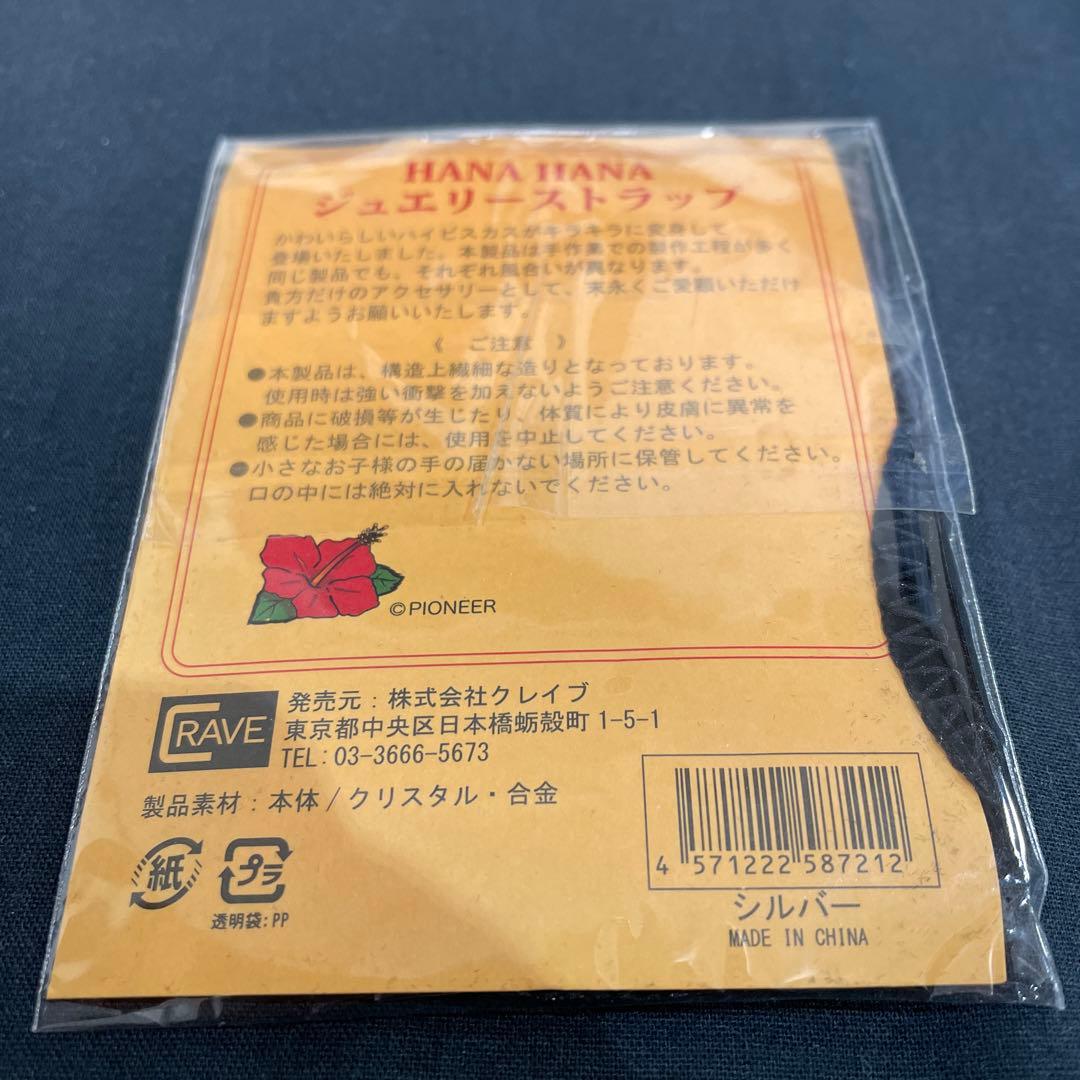 HANA HANA
ジュエリーストラップ
かわいらしいハイビスカスがキラキラに変身して
登場いたしました。本製品は手作業での製作工程が多く
同じ製品でも、それぞれ風合いが異なります。
貴方だけのアクセサリーとして、末永くご愛顧いただけ
ますようお願いいたします。
《 ご注意 》
●本製品は、構造上繊細な造りとなっております。
使用時は強い衝撃を加えないようご注意ください。
●商品に破損等が生じたり、体質により皮膚に異常を
感じた場合には、使用を中止してください。
●小さなお子様の手の届かない場所に保管してください。
口の中には絶対に入れないでください。
©PIONEER
CRAVE
発売元：株式会社クレイブ
東京都中央区日本橋蛎殻町1-5-1
TEL:03-3666-5673
製品素材：本体/クリスタル・合金
紙
プラ
透明袋:PP
4 571222 587212
シルバー
MADE IN CHINA